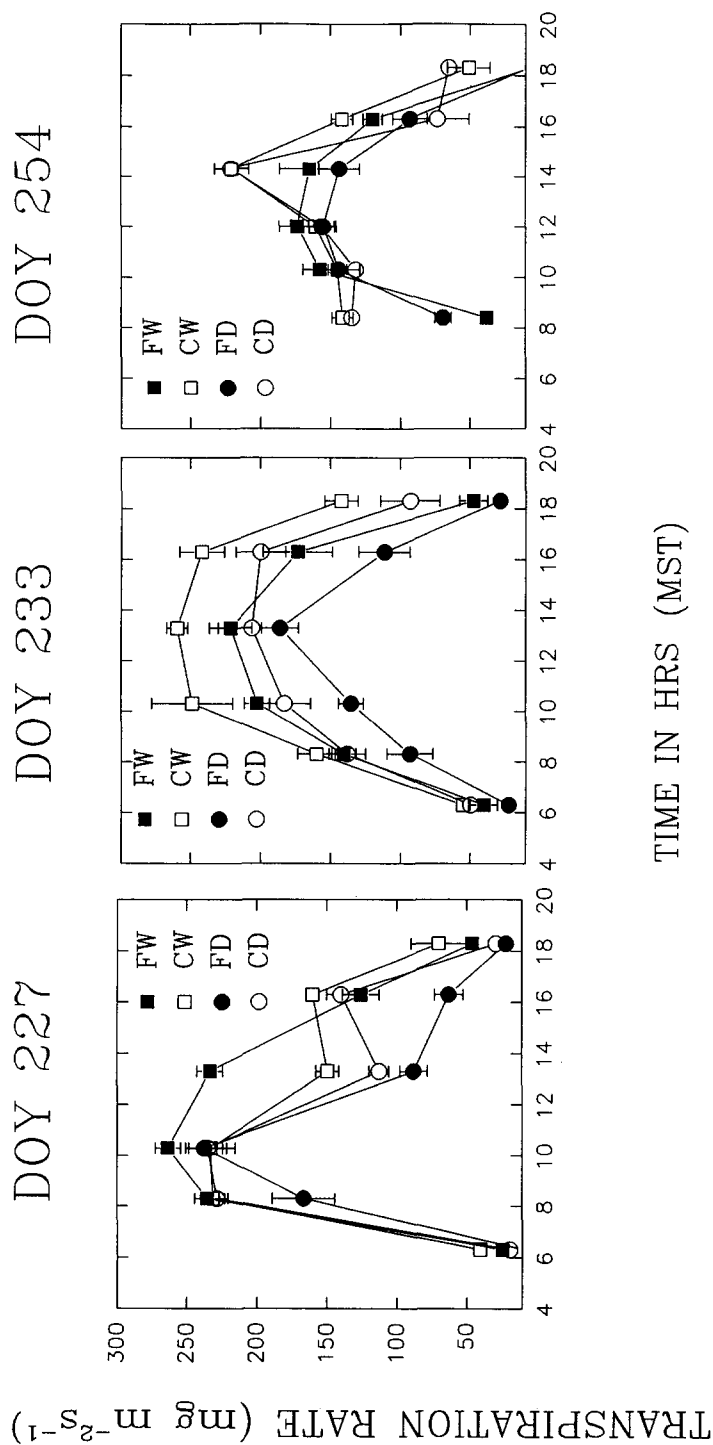 DOY 227
DOY 233
DOY 254
TRANSPIRATION RATE (mg m⁻²s⁻¹)
300
250
200
150
100
50
FW
CW
FD
CD
4 6 8 10 12 14 16 18 20
FW
CW
FD
CD
4 6 8 10 12 14 16 18 20
FW
CW
FD
CD
4 6 8 10 12 14 16 18 20
TIME IN HRS (MST)